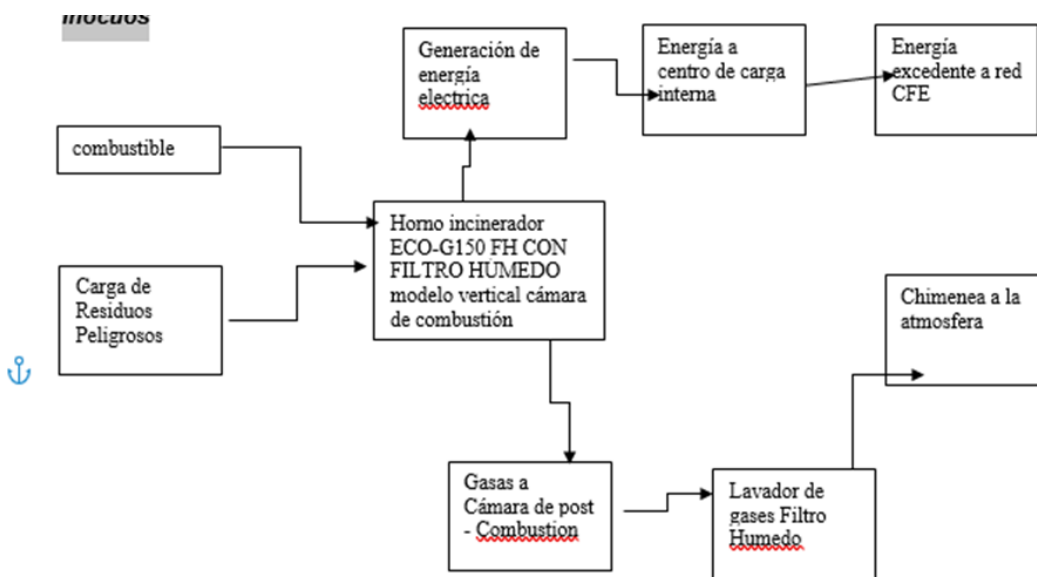 inocuos
Generación de
energía
electrica
Energía a
centro de carga
interna
Energía
excedente a red
CFE
combustible
Horno incinerador
ECO-G150 FH CON
FILTRO HÚMEDO
modelo vertical cámara
de combustión
Carga de
Residuos
Peligrosos
Chimenea a la
atmosfera
Gasas a
Cámara de post
- Combustion
Lavador de
gases Filtro
Humedo